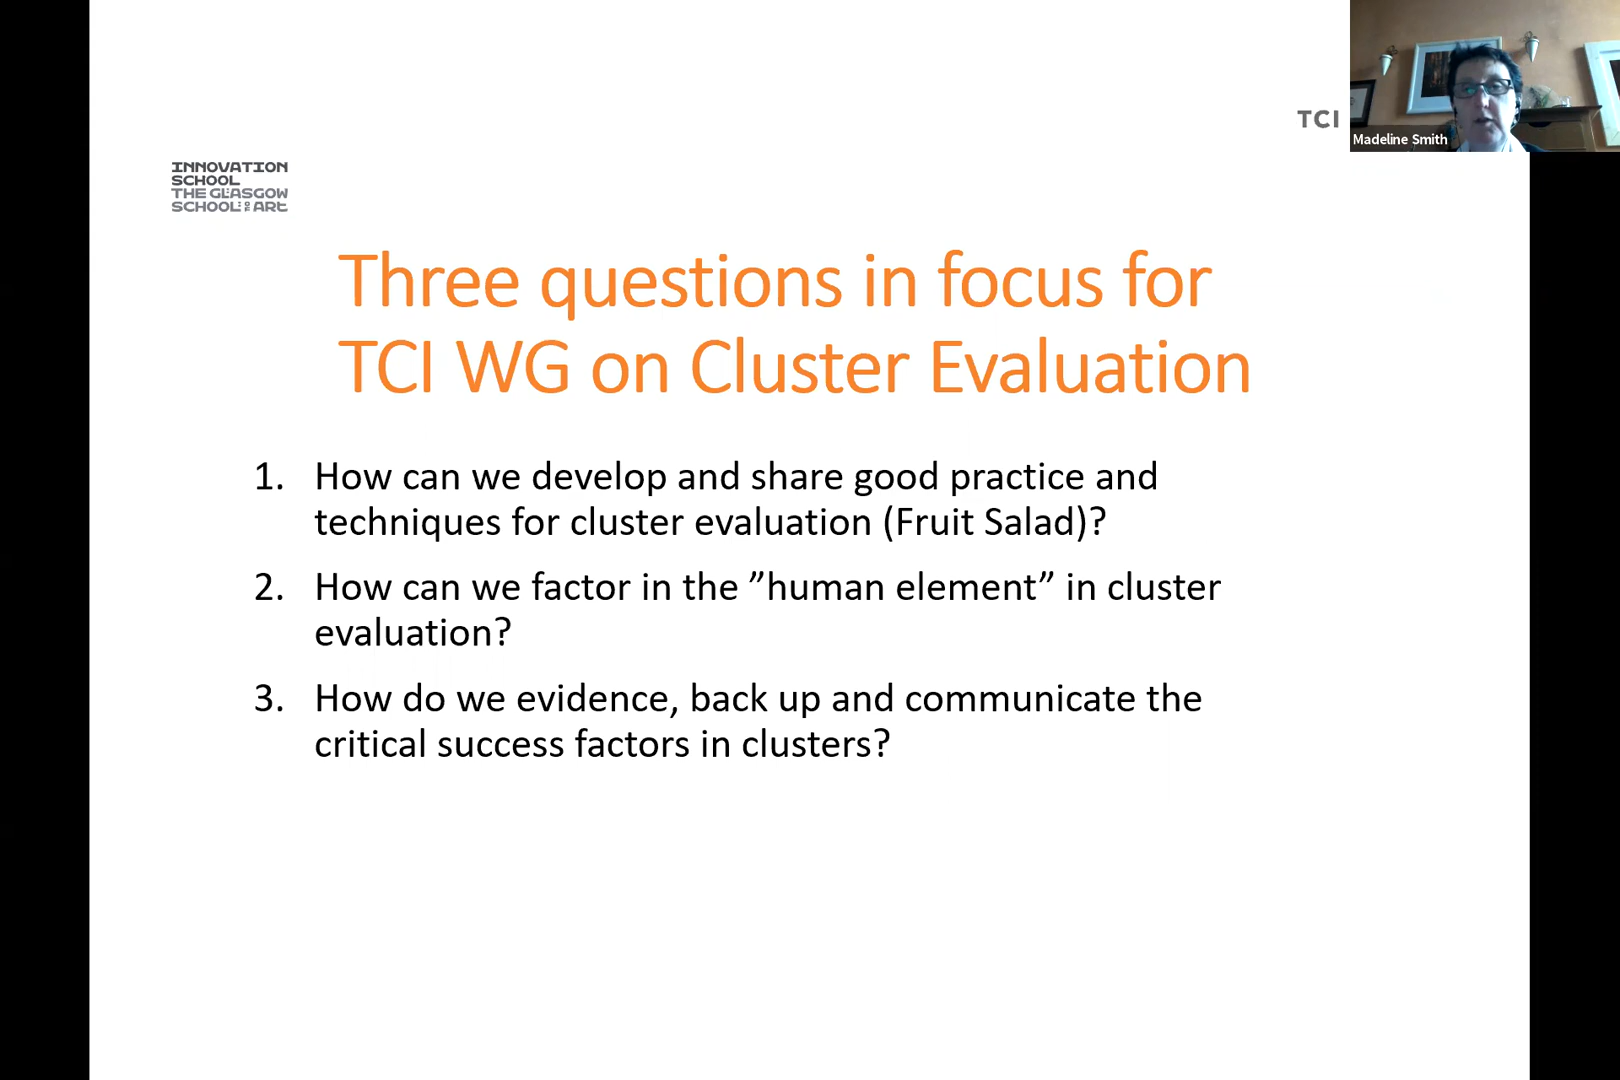 TCI
Madeline Smith
INNOVATION
SCHOOL
THE GLASGOW
SCHOOL OF ART
Three questions in focus for
TCI WG on Cluster Evaluation
1. How can we develop and share good practice and
techniques for cluster evaluation (Fruit Salad)?
2. How can we factor in the ”human element” in cluster
evaluation?
3. How do we evidence, back up and communicate the
critical success factors in clusters?